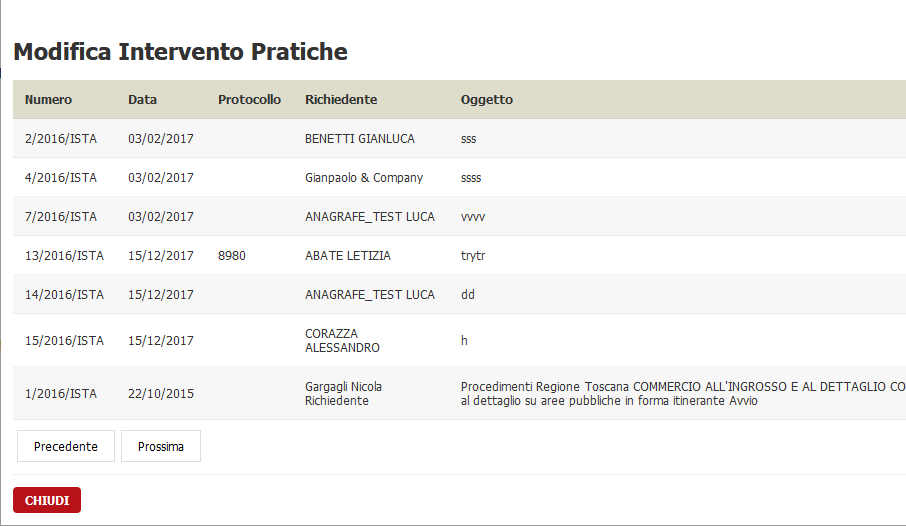 Modifica Intervento Pratiche
Numero Data Protocollo Richiedente Oggetto
2/2016/ISTA 03/02/2017 BENETTI GIANLUCA sss
4/2016/ISTA 03/02/2017 Gianpaolo & Company ssss
7/2016/ISTA 03/02/2017 ANAGRAFE_TEST LUCA vvvv
13/2016/ISTA 15/12/2017 8980 ABATE LETIZIA trytr
14/2016/ISTA 15/12/2017 ANAGRAFE_TEST LUCA dd
15/2016/ISTA 15/12/2017 CORAZZA
ALESSANDRO h
1/2016/ISTA 22/10/2015 Gargagli Nicola
Richiedente Procedimenti Regione Toscana COMMERCIO ALL'INGROSSO E AL DETTAGLIO CO
al dettaglio su aree pubbliche in forma itinerante Avvio
Precedente Prossima
CHIUDI